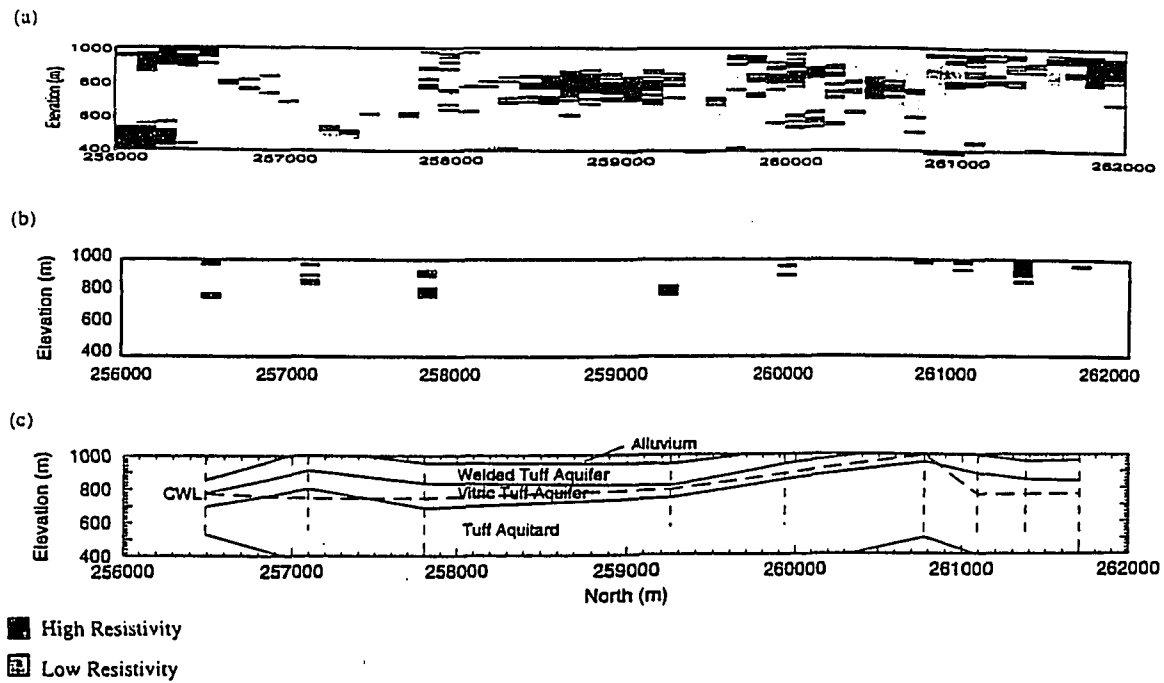 (a)
1000
800
600
400
Elevation (m)
256000 257000 258000 259000 260000 261000 262000
(b)
1000
800
600
400
Elevation (m)
256000 257000 258000 259000 260000 261000 262000
(c)
Alluvium
1000
800
600
400
Elevation (m)
Welded Tuff Aquifer
CWL
Vitric Tuff Aquifer
Tuff Aquitard
256000 257000 258000 259000 260000 261000 262000
North (m)
High Resistivity
Low Resistivity